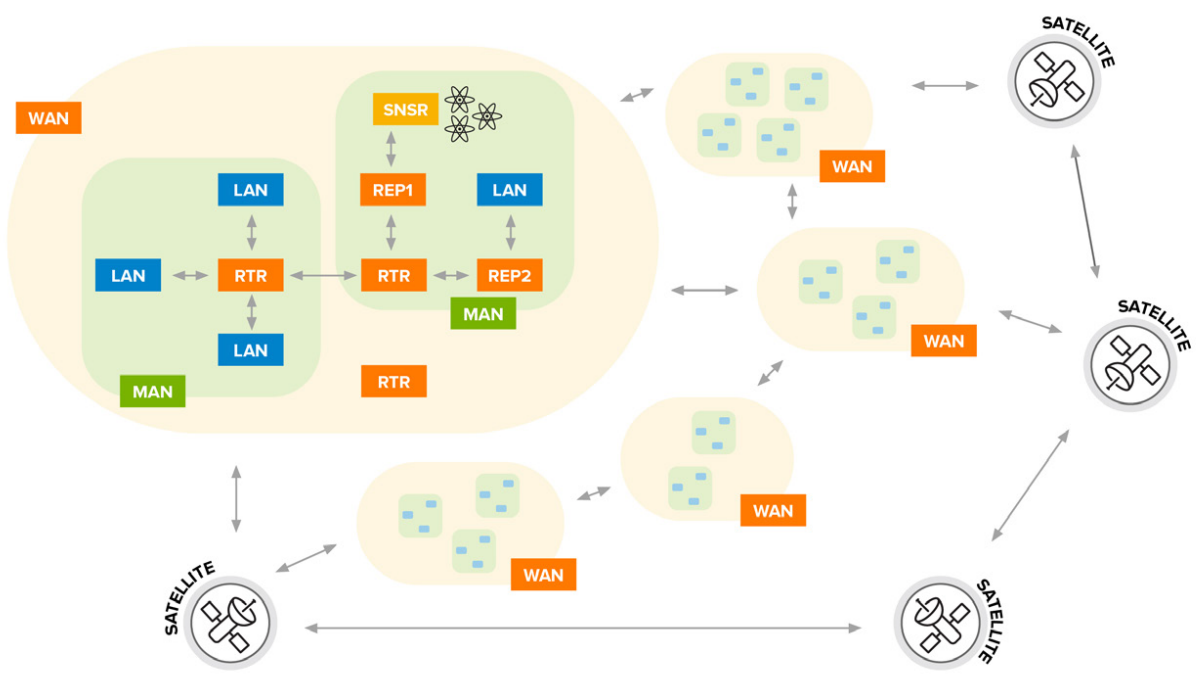 SATELLITE
WAN
SNSR
WAN
LAN
REP1
LAN
LAN
RTR
RTR
REP2
MAN
SATELLITE
WAN
LAN
MAN
RTR
WAN
WAN
SATELLITE
SATELLITE